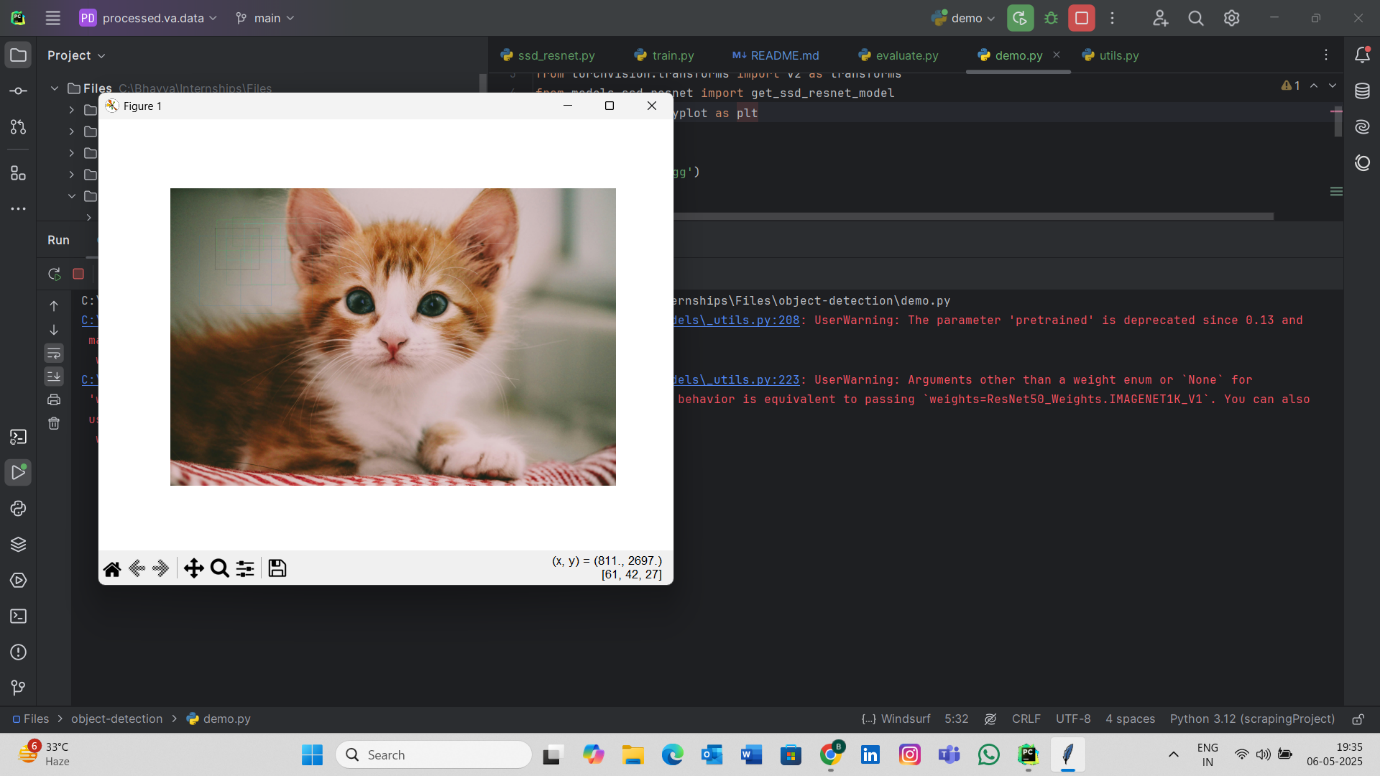 PD processed.va.data main demo
Project
ssd_resnet.py train.py M↓ README.md evaluate.py demo.py utils.py
from torchvision.transforms import v2 as transforms
Files C:\Bhavya\Internships\Files
from models.ssd_resnet import get_ssd_resnet_model
1
Figure 1
yplot as plt
gg')
Run
C:\
ernships\Files\object-detection\demo.py
C:
dels\_utils.py:208: UserWarning: The parameter 'pretrained' is deprecated since 0.13 and
ma
w
C:
dels\_utils.py:223: UserWarning: Arguments other than a weight enum or `None` for
behavior is equivalent to passing `weights=ResNet50_Weights.IMAGENET1K_V1`. You can also
us
w
(x, y) = (811., 2697.)
[61, 42, 27]
Files > object-detection > demo.py
{...} Windsurf 5:32 CRLF UTF-8 4 spaces Python 3.12 (scrapingProject)
6
33°C
Haze
Search
ENG
IN
19:35
06-05-2025